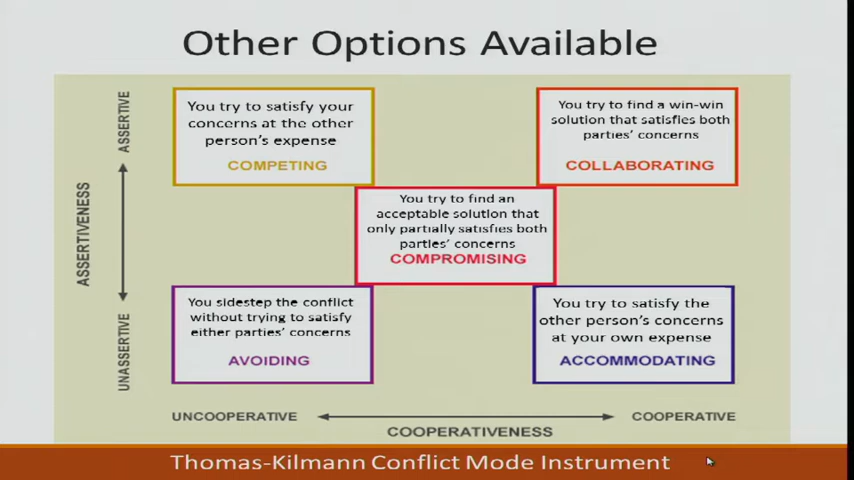 Other Options Available
ASSERTIVE
ASSERTIVENESS
UNASSERTIVE
You try to satisfy your
concerns at the other
person's expense
COMPETING
You try to find a win-win
solution that satisfies both
parties' concerns
COLLABORATING
You try to find an
acceptable solution that
only partially satisfies both
parties' concerns
COMPROMISING
You sidestep the conflict
without trying to satisfy
either parties' concerns
AVOIDING
You try to satisfy the
other person's concerns
at your own expense
ACCOMMODATING
UNCOOPERATIVE
COOPERATIVE
COOPERATIVENESS
Thomas-Kilmann Conflict Mode Instrument